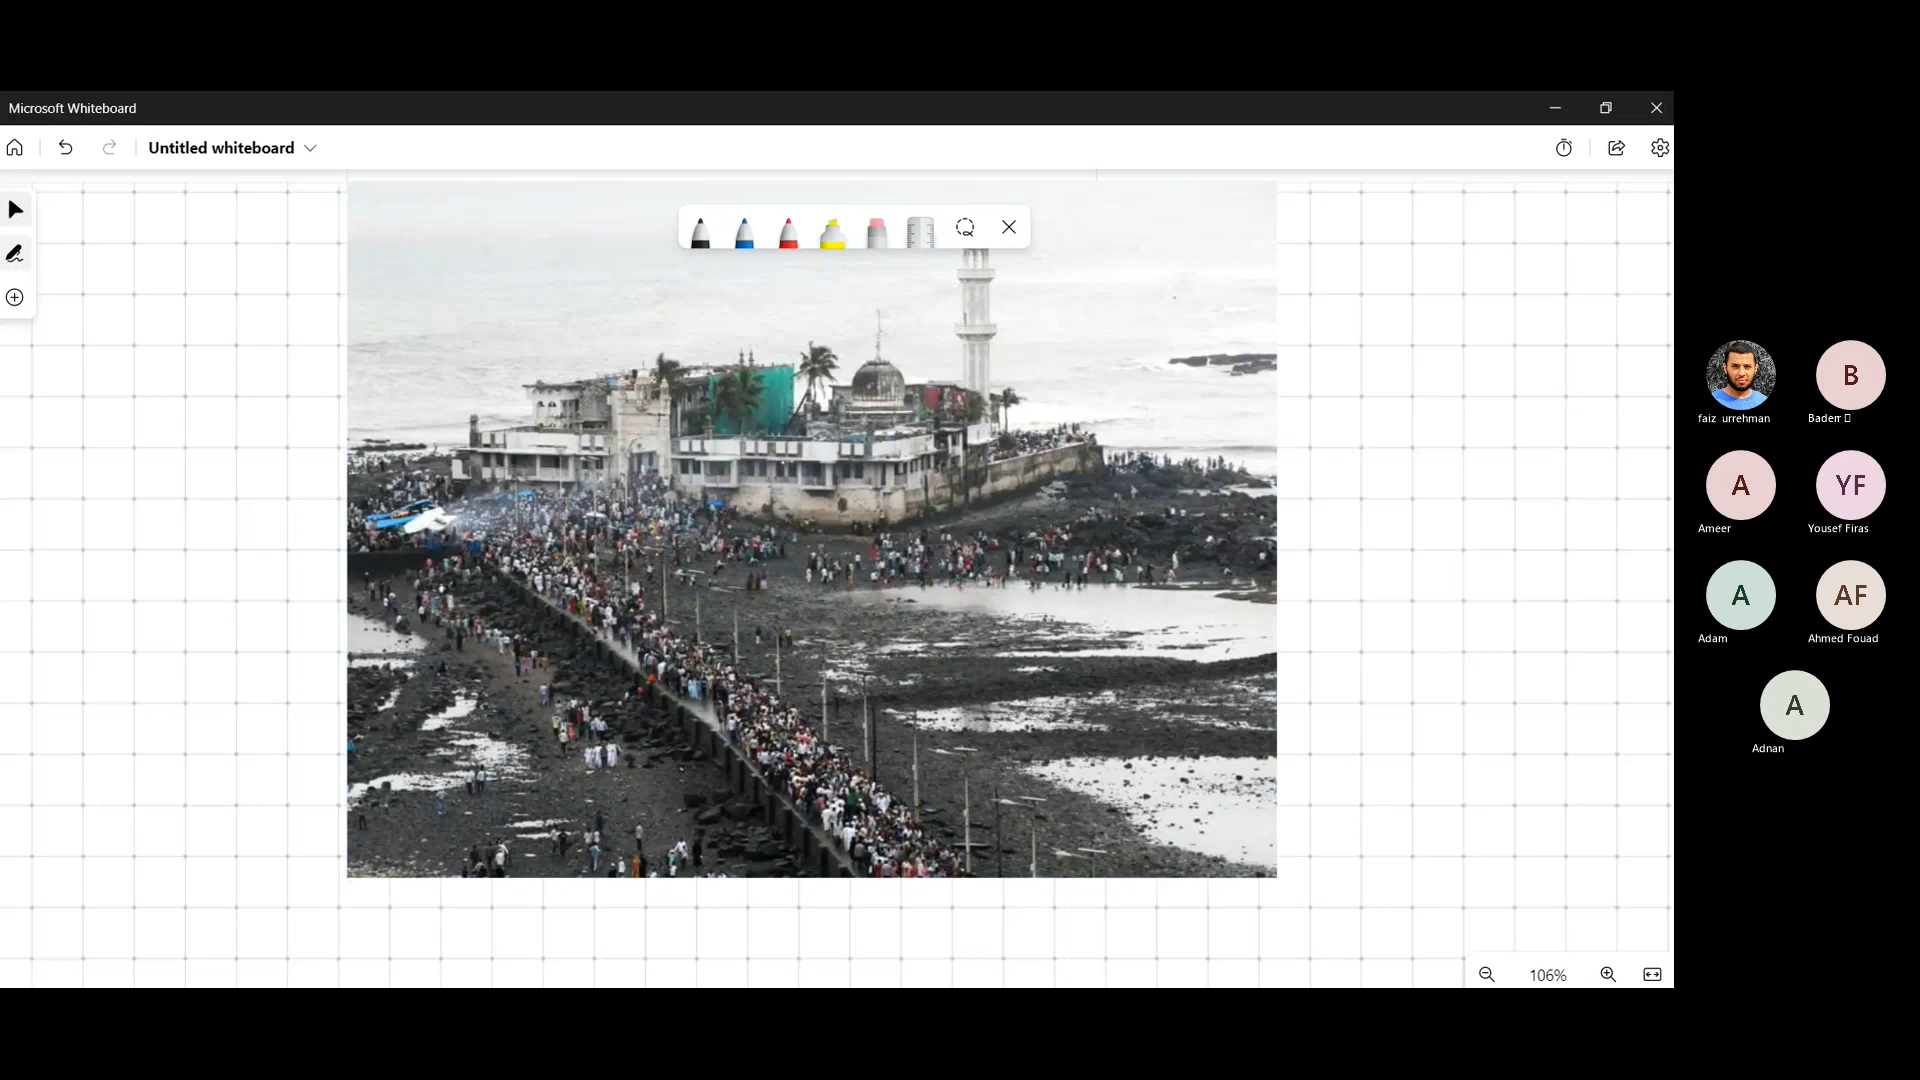 Microsoft Whiteboard
Untitled whiteboard
faiz urrehman
B
Baderr
A
Ameer
YF
Yousef Firas
A
Adam
AF
Ahmed Fouad
A
Adnan
106%